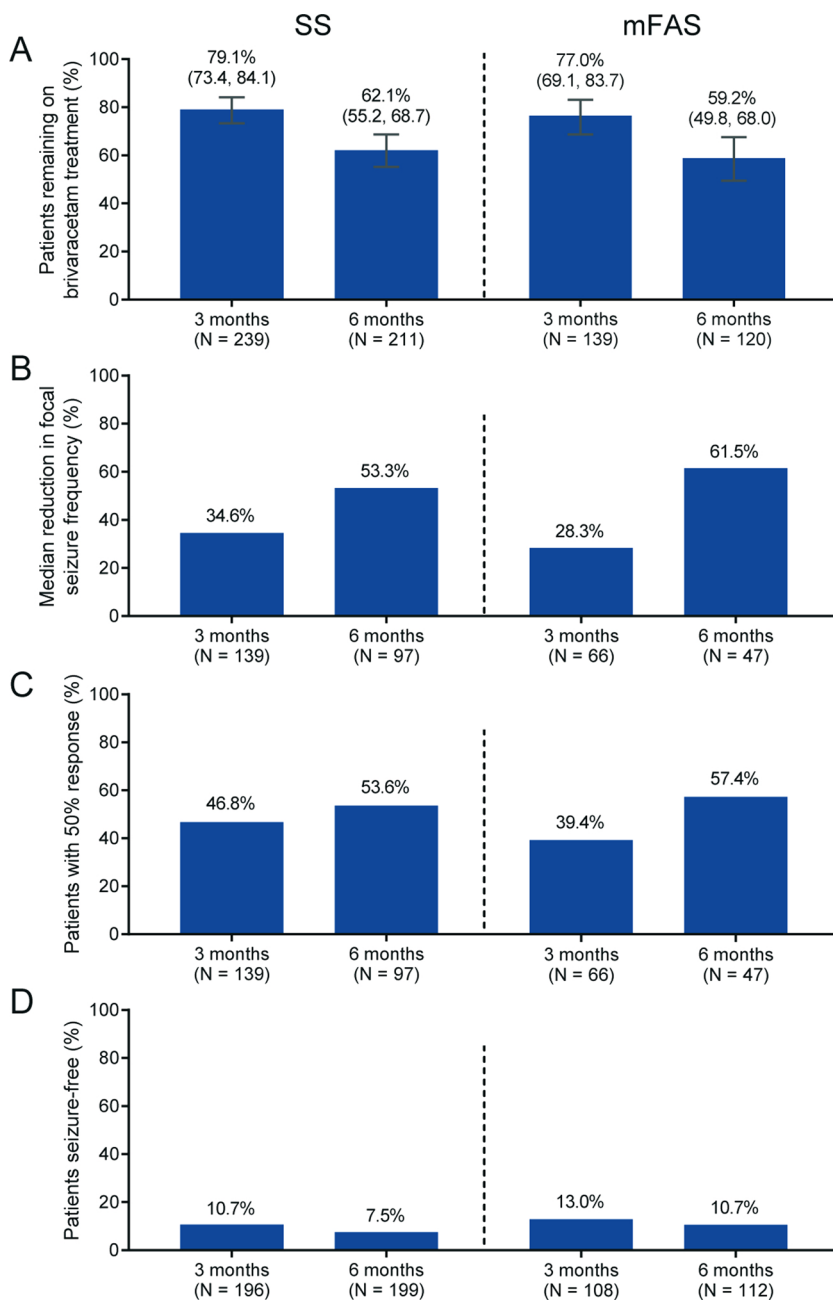 SS
mFAS
A
Patients remaining on
brivaracetam treatment (%)
100
80
60
40
20
0
79.1%
(73.4, 84.1)
62.1%
(55.2, 68.7)
77.0%
(69.1, 83.7)
59.2%
(49.8, 68.0)
3 months
(N = 239)
6 months
(N = 211)
3 months
(N = 139)
6 months
(N = 120)
B
Median reduction in focal
seizure frequency (%)
100
80
60
40
20
0
34.6%
53.3%
28.3%
61.5%
3 months
(N = 139)
6 months
(N = 97)
3 months
(N = 66)
6 months
(N = 47)
C
Patients with 50% response (%)
100
80
60
40
20
0
46.8%
53.6%
39.4%
57.4%
3 months
(N = 139)
6 months
(N = 97)
3 months
(N = 66)
6 months
(N = 47)
D
Patients seizure-free (%)
100
80
60
40
20
0
10.7%
7.5%
13.0%
10.7%
3 months
(N = 196)
6 months
(N = 199)
3 months
(N = 108)
6 months
(N = 112)